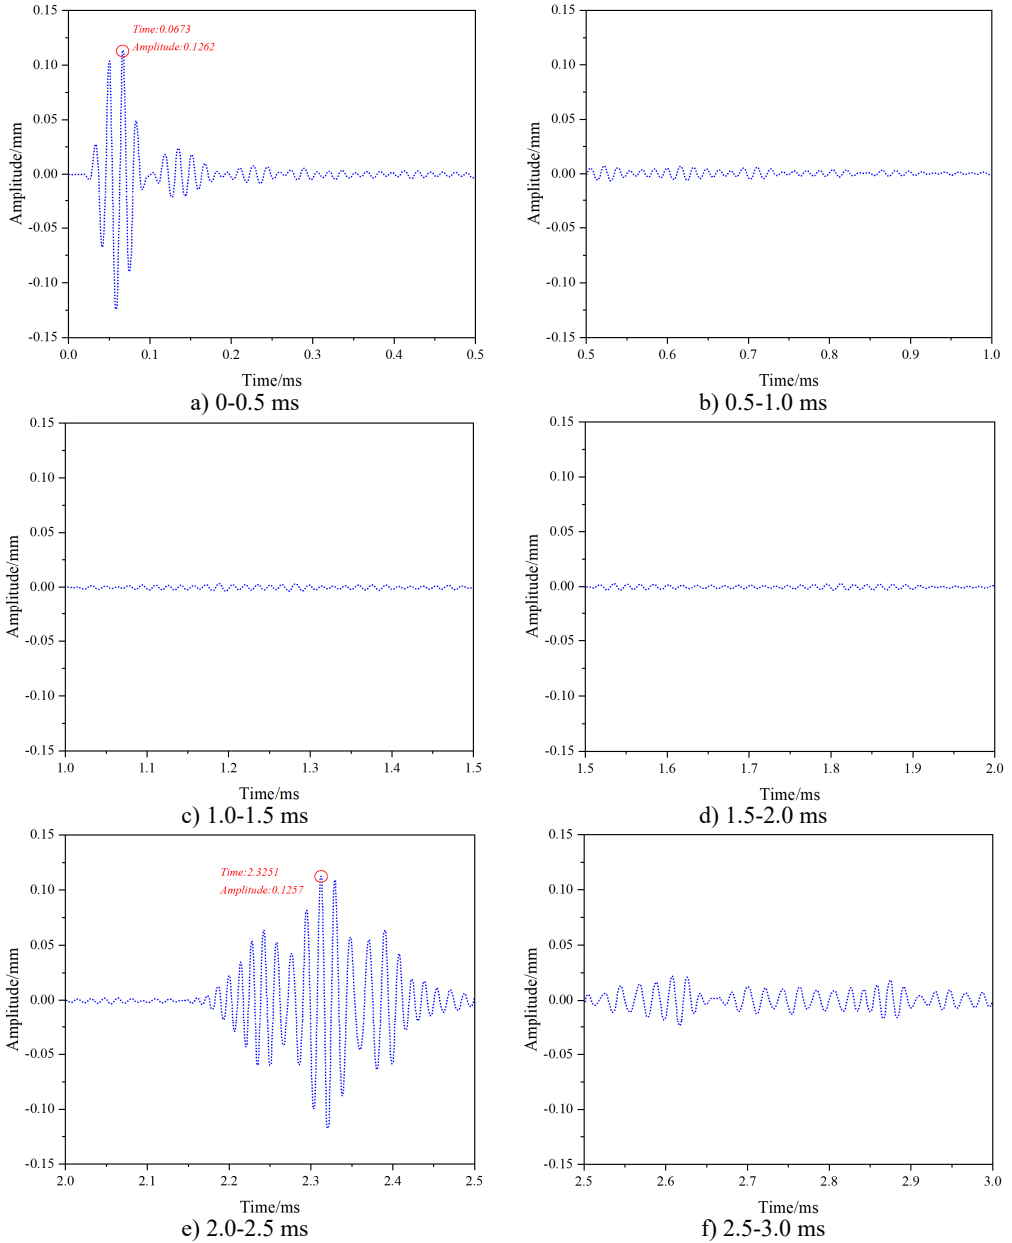 Time:0.0673
Amplitude:0.1262
0.15
0.10
0.05
0.00
-0.05
-0.10
-0.15
Amplitude/mm
0.0 0.1 0.2 0.3 0.4 0.5
Time/ms
a) 0-0.5 ms
0.15
0.10
0.05
0.00
-0.05
-0.10
-0.15
Amplitude/mm
0.5 0.6 0.7 0.8 0.9 1.0
Time/ms
b) 0.5-1.0 ms
0.15
0.10
0.05
0.00
-0.05
-0.10
-0.15
Amplitude/mm
1.0 1.1 1.2 1.3 1.4 1.5
Time/ms
c) 1.0-1.5 ms
0.15
0.10
0.05
0.00
-0.05
-0.10
-0.15
Amplitude/mm
1.5 1.6 1.7 1.8 1.9 2.0
Time/ms
d) 1.5-2.0 ms
Time:2.3251
Amplitude:0.1257
0.15
0.10
0.05
0.00
-0.05
-0.10
-0.15
Amplitude/mm
2.0 2.1 2.2 2.3 2.4 2.5
Time/ms
e) 2.0-2.5 ms
0.15
0.10
0.05
0.00
-0.05
-0.10
-0.15
Amplitude/mm
2.5 2.6 2.7 2.8 2.9 3.0
Time/ms
f) 2.5-3.0 ms